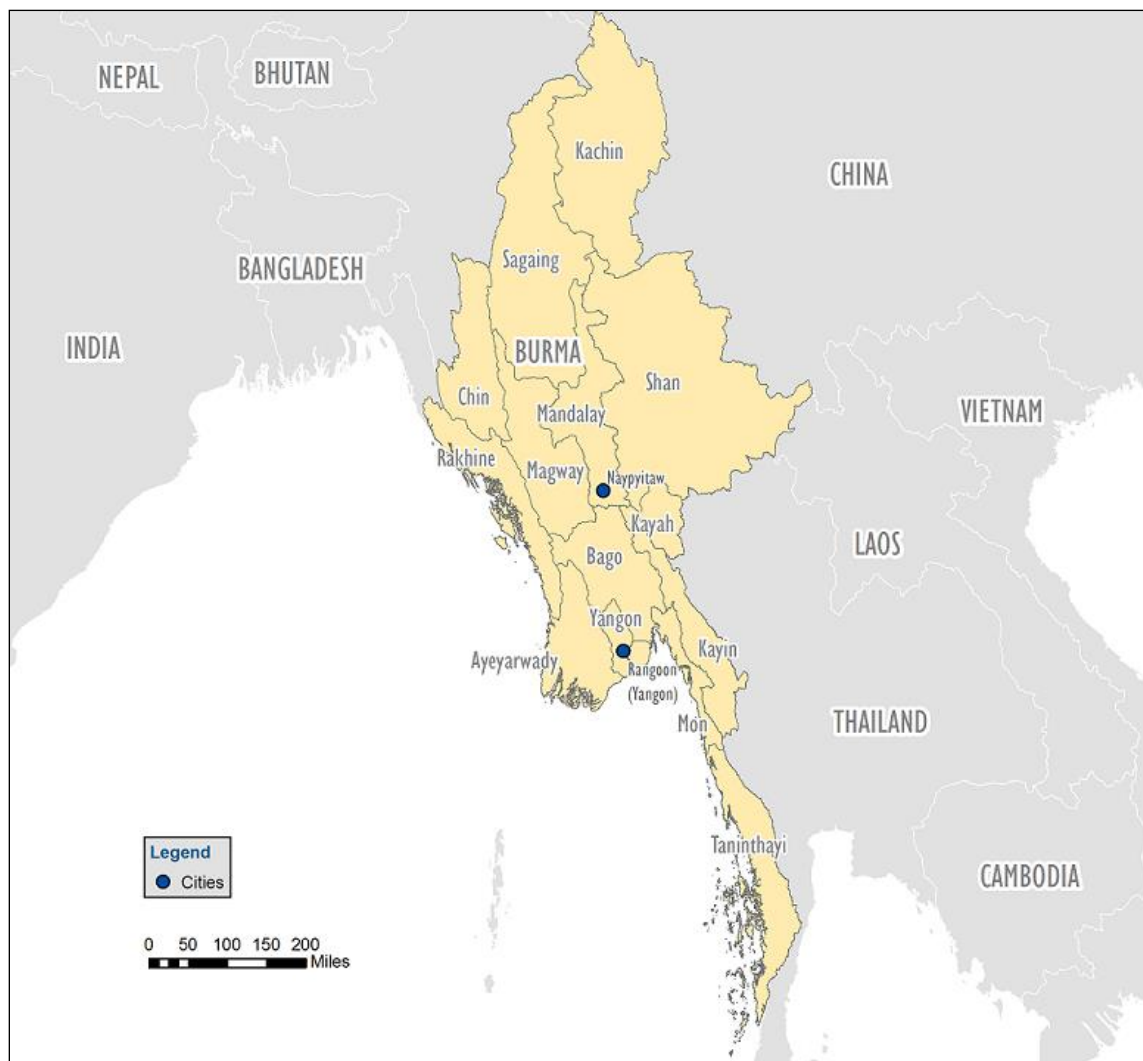 NEPAL
BHUTAN
Kachin
CHINA
Sagaing
BANGLADESH
INDIA
BURMA
Shan
Chin
Mandalay
VIETNAM
Rakhine
Magway
Naypyitaw
Kayah
LAOS
Bago
Yangon
Kayin
Ayeyarwady
Rangoon
(Yangon)
Mon
THAILAND
Taninthayi
Legend
Cities
CAMBODIA
0 50 100 150 200
Miles